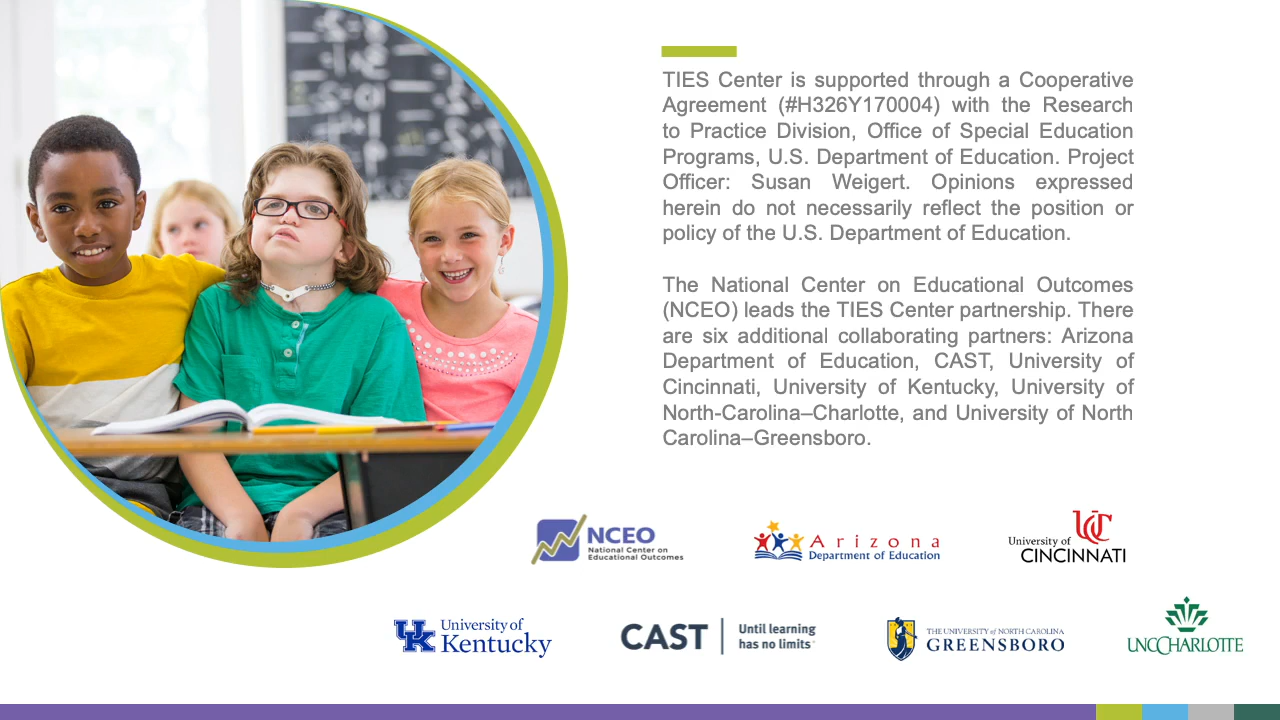 TIES Center is supported through a Cooperative
Agreement (#H326Y170004) with the Research
to Practice Division, Office of Special Education
Programs, U.S. Department of Education. Project
Officer: Susan Weigert. Opinions expressed
herein do not necessarily reflect the position or
policy of the U.S. Department of Education.
The National Center on Educational Outcomes
(NCEO) leads the TIES Center partnership. There
are six additional collaborating partners: Arizona
Department of Education, CAST, University of
Cincinnati, University of Kentucky, University of
North-Carolina–Charlotte, and University of North
Carolina–Greensboro.
NCEO
National Center on
Educational Outcomes
Arizona
Department of Education
UC
University of
CINCINNATI
UK
University of
Kentucky
CAST
Until learning
has no limits
THE UNIVERSITY of NORTH CAROLINA
GREENSBORO
UNC CHARLOTTE